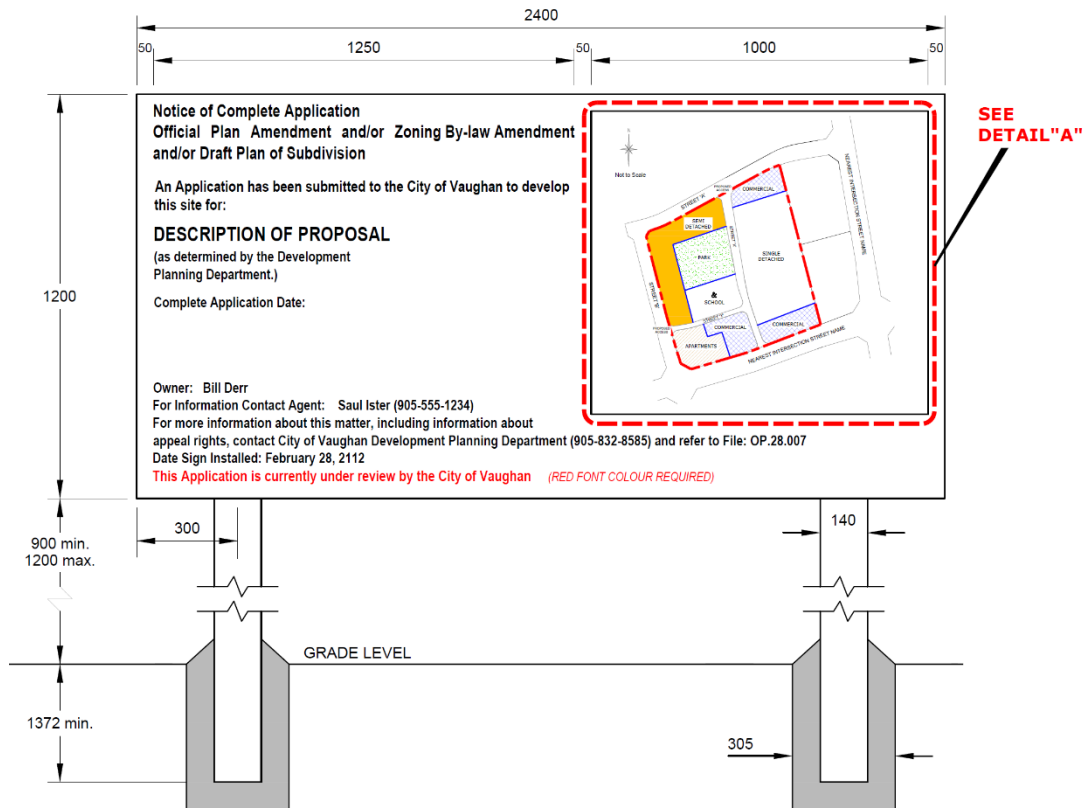 2400
50
1250
50
1000
50
Notice of Complete Application
Official Plan Amendment and/or Zoning By-law Amendment
and/or Draft Plan of Subdivision
An Application has been submitted to the City of Vaughan to develop
this site for:
DESCRIPTION OF PROPOSAL
(as determined by the Development
Planning Department.)
Complete Application Date:
Owner: Bill Derr
For Information Contact Agent: Saul Ister (905-555-1234)
For more information about this matter, including information about
appeal rights, contact City of Vaughan Development Planning Department (905-832-8585) and refer to File: OP.28.007
Date Sign Installed: February 28, 2112
This Application is currently under review by the City of Vaughan (RED FONT COLOUR REQUIRED)
Not to Scale
STREET 'A'
COMMERCIAL
NEAREST INTERSECTION STREET NAME
SEMI
DETACHED
PARK
SINGLE
DETACHED
&
SCHOOL
STREET 'B'
COMMERCIAL
COMMERCIAL
APARTMENTS
NEAREST INTERSECTION STREET NAME
SEE
DETAIL"A"
1200
300
140
900 min.
1200 max.
GRADE LEVEL
1372 min.
305